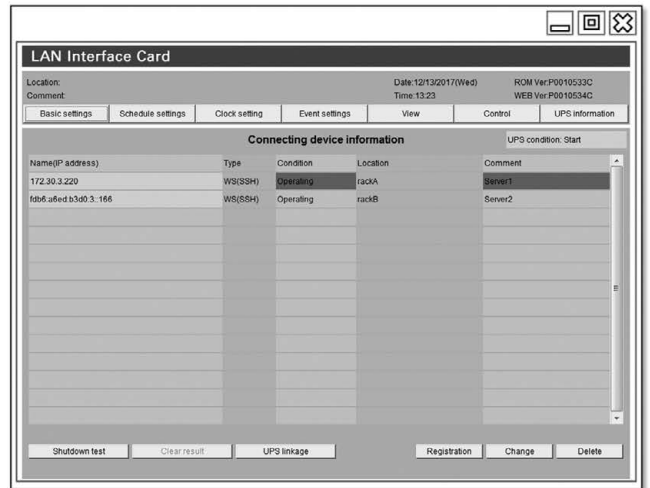 LAN Interface Card
Location:
Date:12/13/2017(Wed)
ROM Ver:P0010533C
Comment:
Time:13:23
WEB Ver:P0010534C
Basic settings Schedule settings Clock setting Event settings View Control UPS information
Connecting device information
UPS condition: Start
Name(IP address) Type Condition Location Comment
172.30.3.220 WS(SSH) Operating rackA Server1
fdb6:a6ed:b3d0:3::166 WS(SSH) Operating rackB Server2
Shutdown test Clear result UPS linkage Registration Change Delete